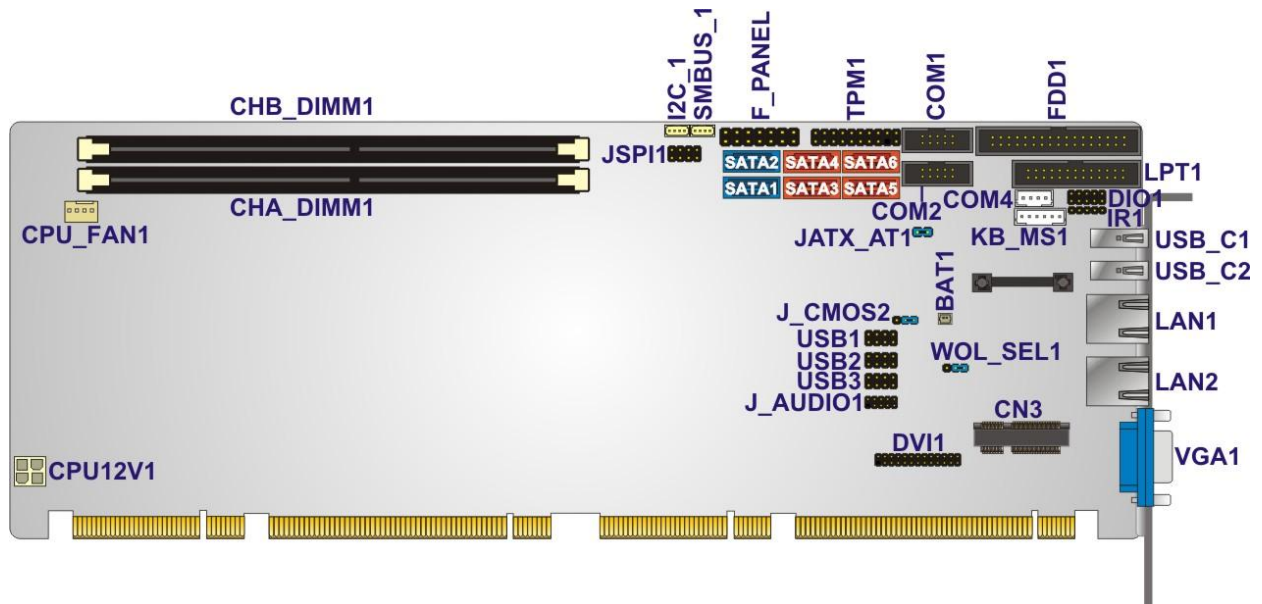 I2C_1
SMBUS_1
F_PANEL
TPM1
COM1
FDD1
CHB_DIMM1
JSPI1
SATA2 SATA4 SATA6
SATA1 SATA3 SATA5
LPT1
CHA_DIMM1
COM2
COM4
DIO1
IR1
CPU_FAN1
JATX_AT1
KB_MS1
USB_C1
USB_C2
BAT1
J_CMOS2
LAN1
USB1
WOL_SEL1
USB2
USB3
LAN2
J_AUDIO1
CN3
DVI1
VGA1
CPU12V1